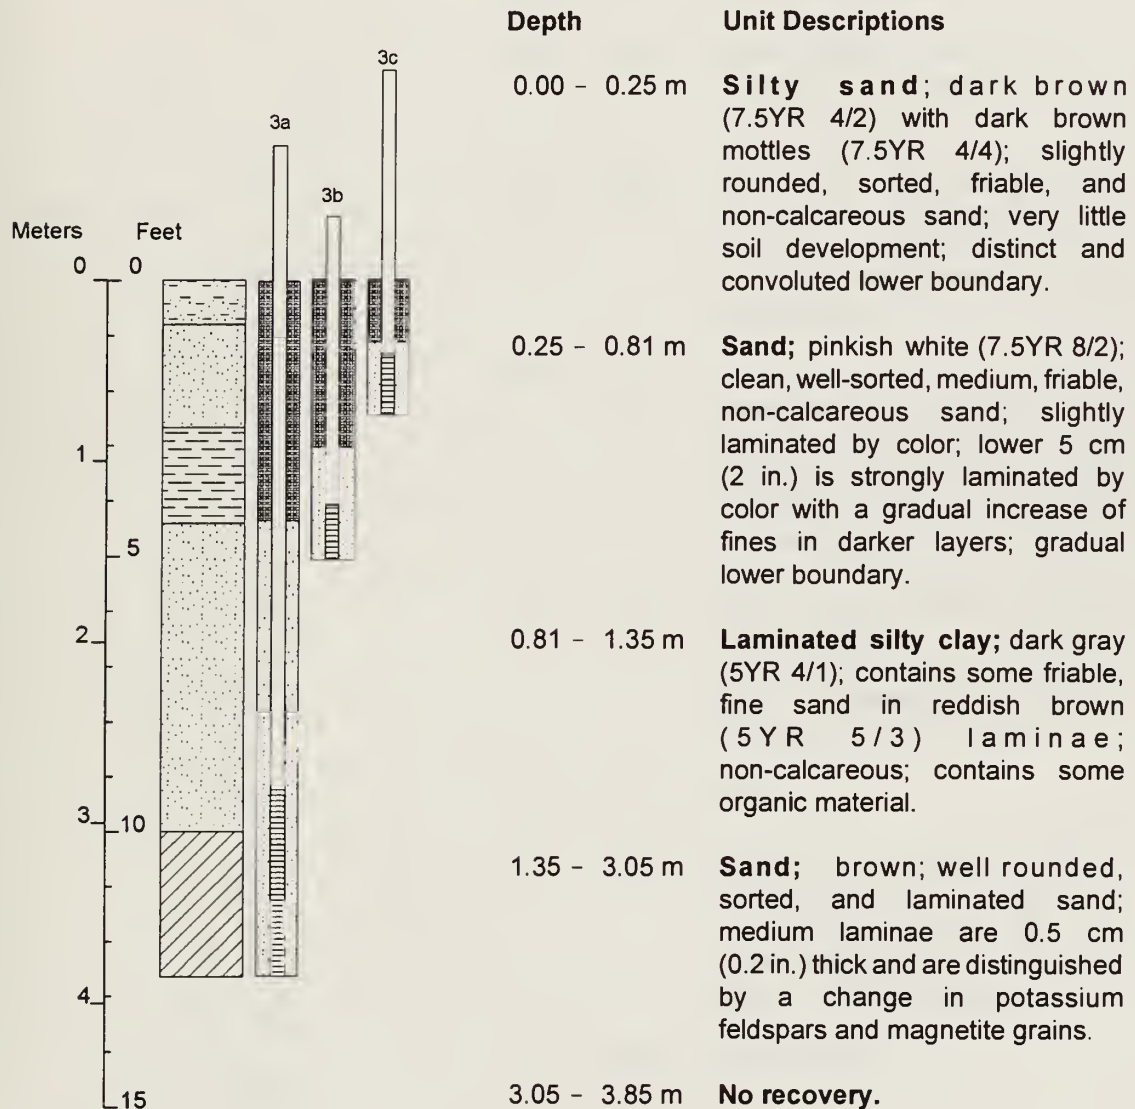 Depth Unit Descriptions
3c
3a
3b
Meters Feet
0 0
1
5
2
3
10
4
15
0.00 - 0.25 m Silty sand; dark brown
(7.5YR 4/2) with dark brown
mottles (7.5YR 4/4); slightly
rounded, sorted, friable, and
non-calcareous sand; very little
soil development; distinct and
convoluted lower boundary.
0.25 - 0.81 m Sand; pinkish white (7.5YR 8/2);
clean, well-sorted, medium, friable,
non-calcareous sand; slightly
laminated by color; lower 5 cm
(2 in.) is strongly laminated by
color with a gradual increase of
fines in darker layers; gradual
lower boundary.
0.81 - 1.35 m Laminated silty clay; dark gray
(5YR 4/1); contains some friable,
fine sand in reddish brown
(5YR 5/3) laminae;
non-calcareous; contains some
organic material.
1.35 - 3.05 m Sand; brown; well rounded,
sorted, and laminated sand;
medium laminae are 0.5 cm
(0.2 in.) thick and are distinguished
by a change in potassium
feldspars and magnetite grains.
3.05 - 3.85 m No recovery.